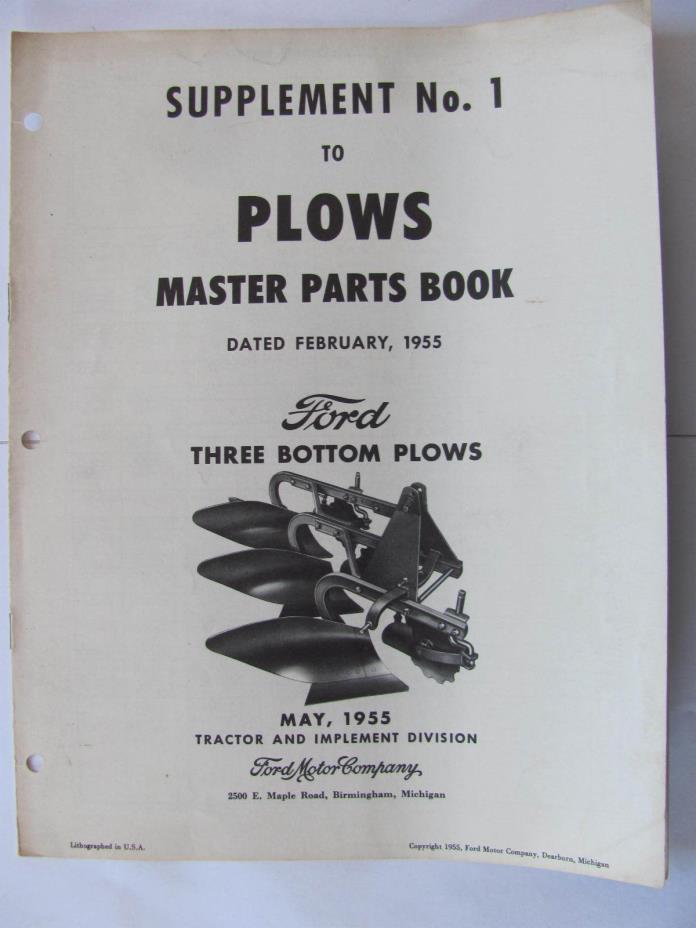 SUPPLEMENT No. 1
TO
PLOWS
MASTER PARTS BOOK
DATED FEBRUARY, 1955
Ford
THREE BOTTOM PLOWS
MAY, 1955
TRACTOR AND IMPLEMENT DIVISION
Ford Motor Company,
2500 E. Maple Road, Birmingham, Michigan
Lithographed in U.S.A.
Copyright 1955, Ford Motor Company, Dearborn, Michigan